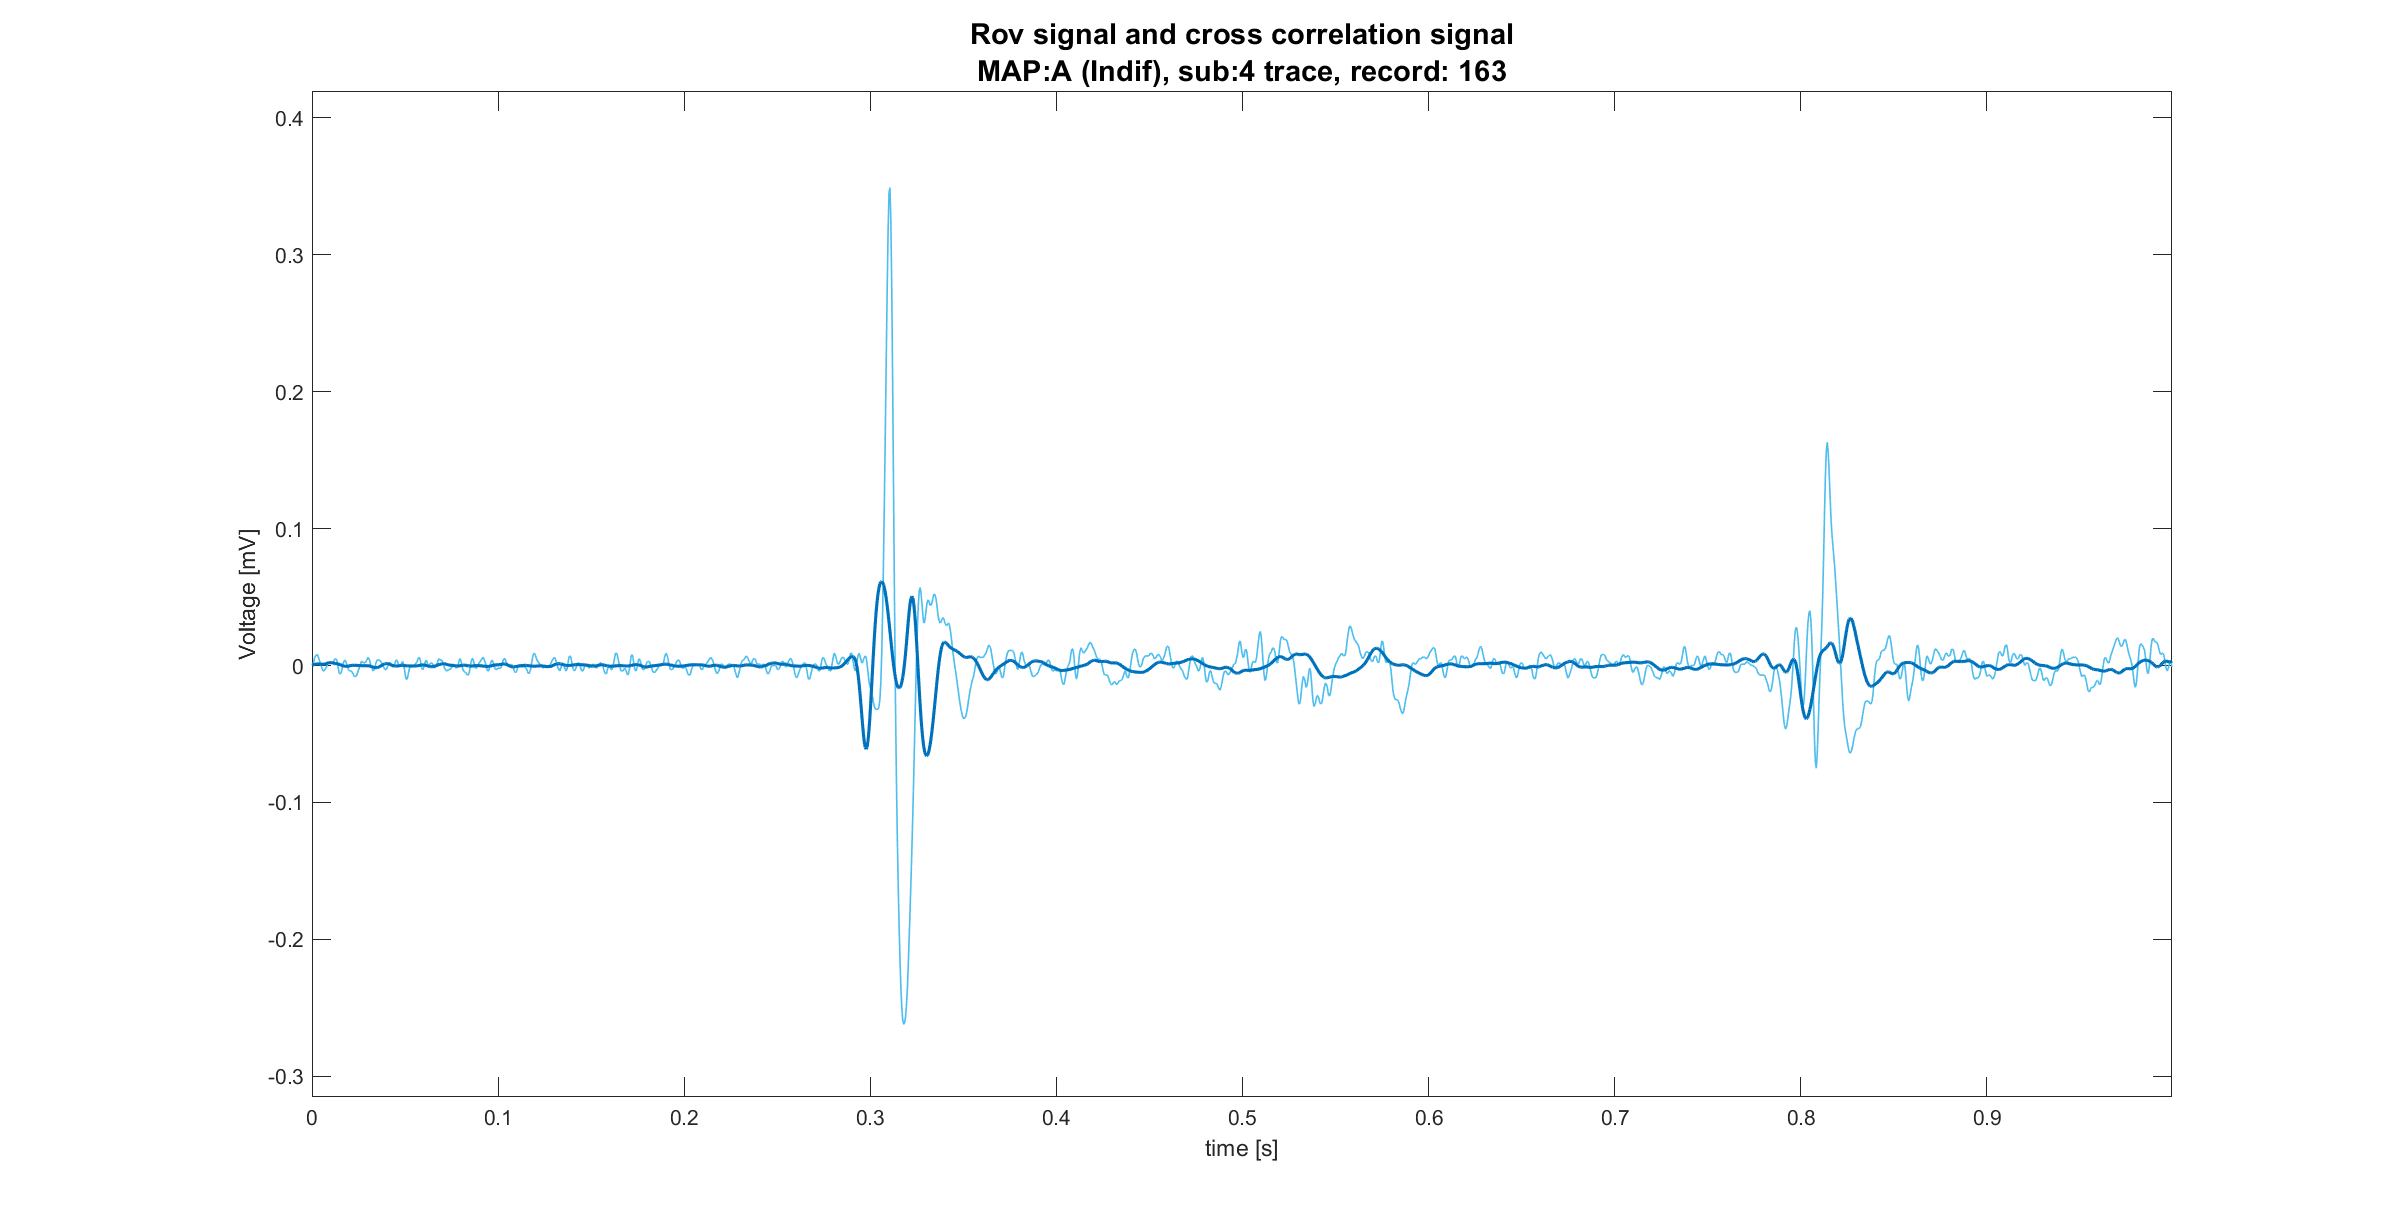 Rov signal and cross correlation signal
MAP:A (Indif), sub:4 trace, record: 163
0.4
0.3
0.2
0.1
0
-0.1
-0.2
-0.3
Voltage [mV]
0 0.1 0.2 0.3 0.4 0.5 0.6 0.7 0.8 0.9
time [s]